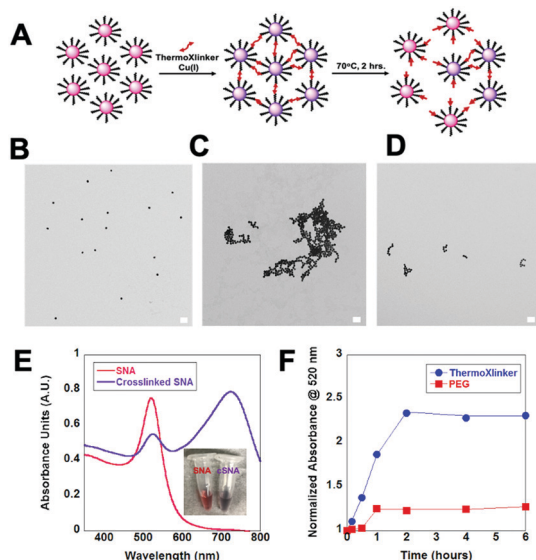 A
ThermoXlinker
Cu(I)
70°C, 2 hrs.
B
C
D
E
SNA
Crosslinked SNA
SNA
cSNA
Absorbance Units (A.U.)
1
0.8
0.6
0.4
0.2
0
400
500
600
700
800
Wavelength (nm)
F
ThermoXlinker
PEG
Normalized Absorbance @ 520 nm
3
2.5
2
1.5
1
0
1
2
3
4
5
6
Time (hours)